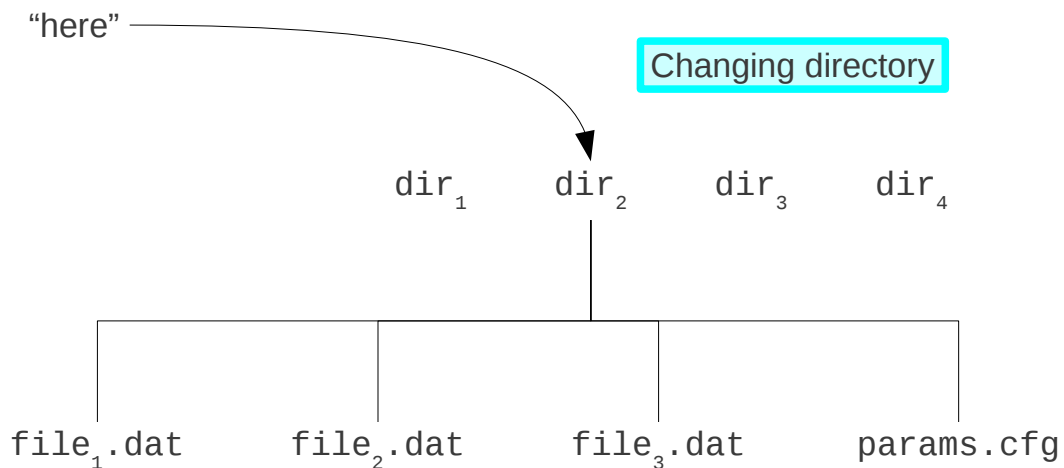 “here”
Changing directory
dir₁ dir₂ dir₃ dir₄
file₁.dat file₂.dat file₃.dat params.cfg